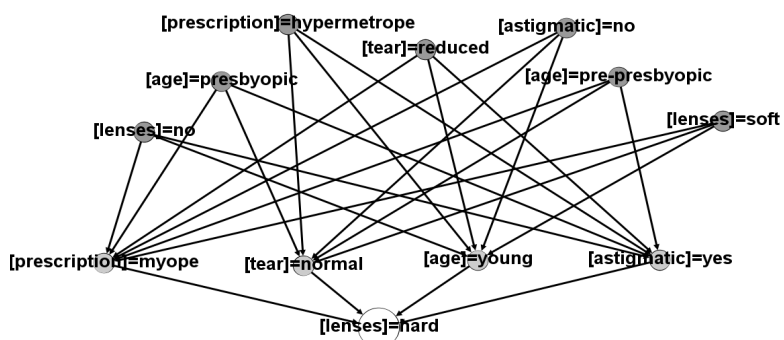 [prescription]=hypermetrope
[astigmatic]=no
[tear]=reduced
[age]=presbyopic
[age]=pre-presbyopic
[lenses]=no
[lenses]=soft
[prescription]=myope
[tear]=normal
[age]=young
[astigmatic]=yes
[lenses]=hard